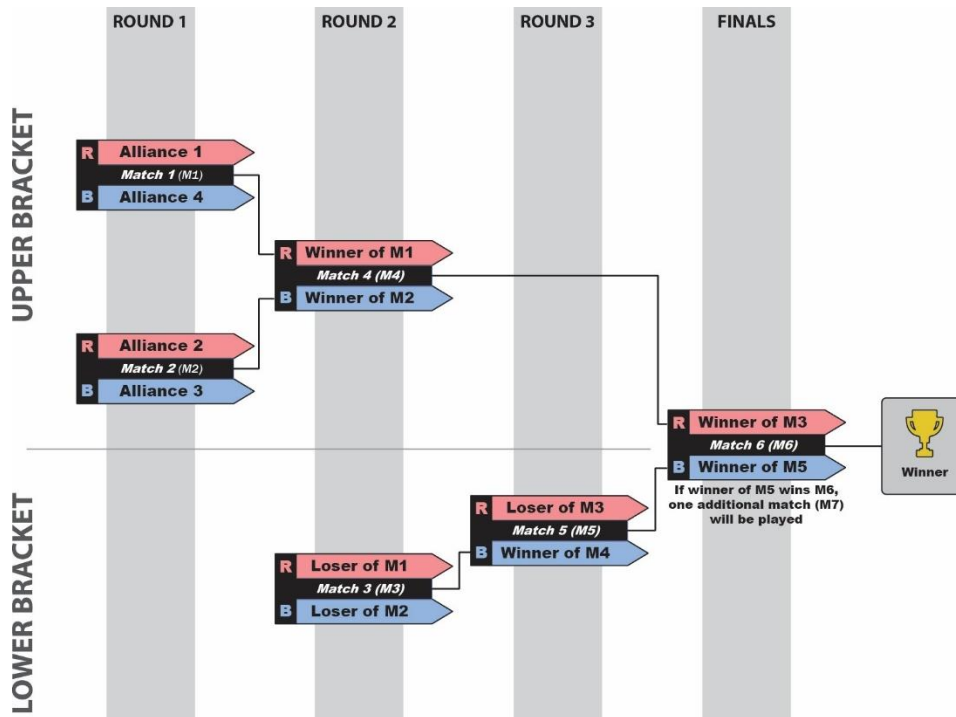 ROUND 1
ROUND 2
ROUND 3
FINALS
UPPER BRACKET
R Alliance 1
Match 1 (M1)
B Alliance 4
R Winner of M1
Match 4 (M4)
B Winner of M2
R Alliance 2
Match 2 (M2)
B Alliance 3
R Winner of M3
Match 6 (M6)
B Winner of M5
If winner of M5 wins M6,
one additional match (M7)
will be played
Winner
LOWER BRACKET
R Loser of M3
Match 5 (M5)
B Winner of M4
R Loser of M1
Match 3 (M3)
B Loser of M2